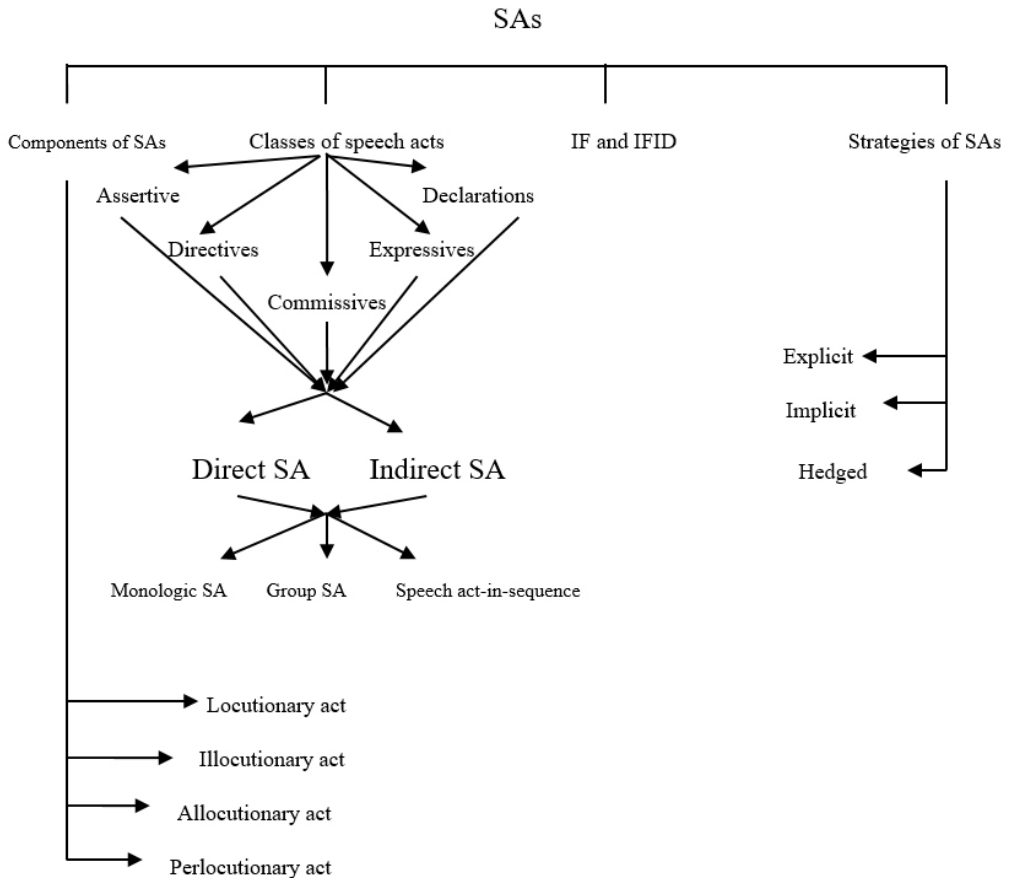 SAs
Components of SAs
Classes of speech acts
IF and IFID
Strategies of SAs
Assertive
Declarations
Directives
Expressives
Commissives
Explicit
Implicit
Direct SA
Indirect SA
Hedged
Monologic SA
Group SA
Speech act-in-sequence
Locutionary act
Illocutionary act
Allocutionary act
Perlocutionary act